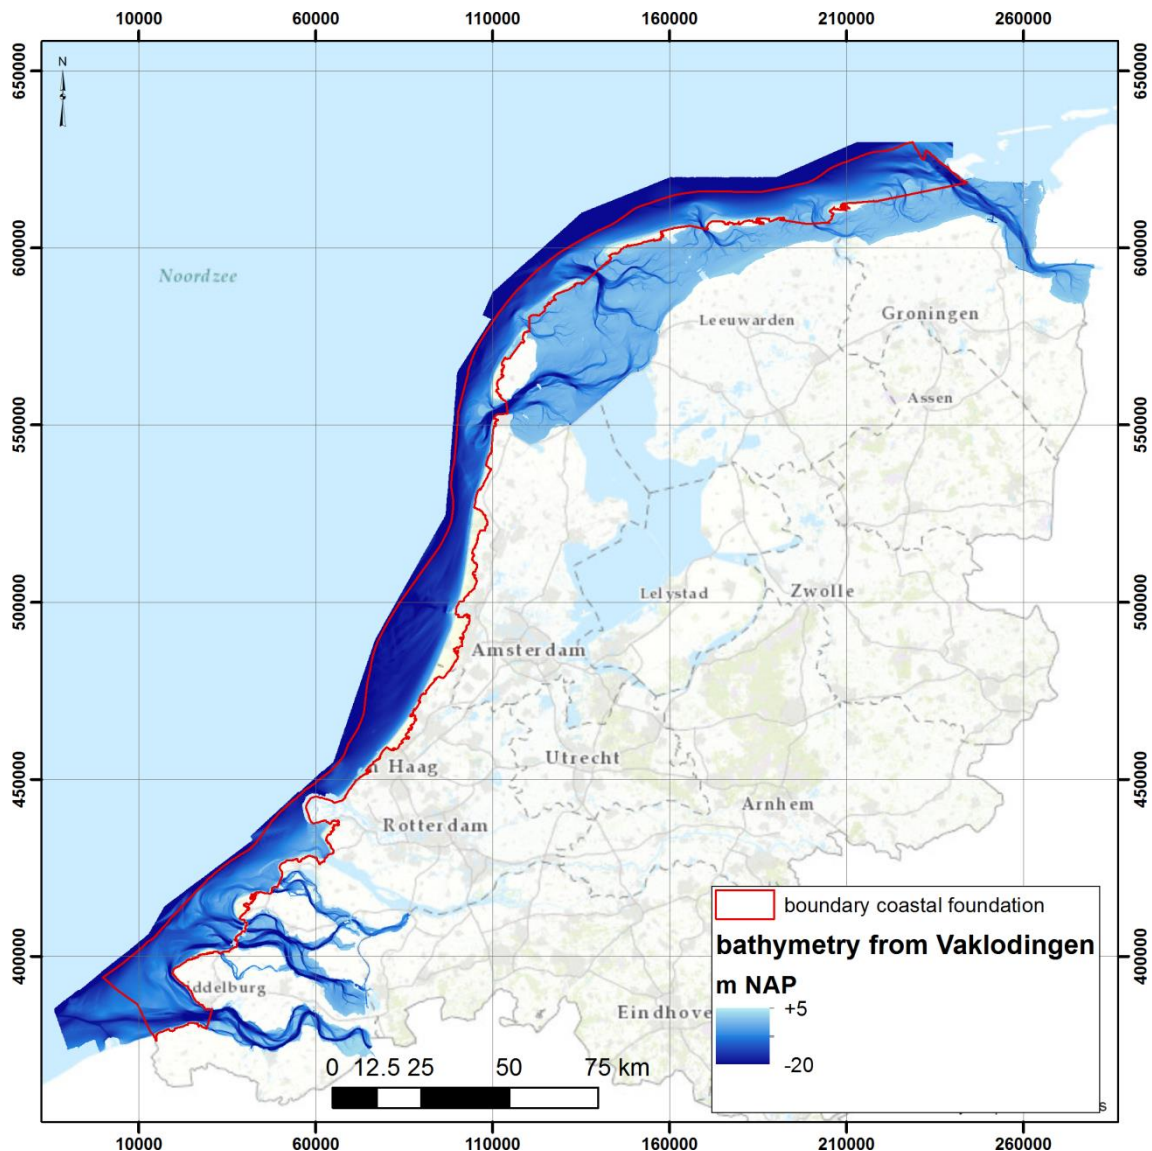 10000 60000 110000 160000 210000 260000
650000 650000
N
600000 600000
Noordzee
Leeuwarden
Groningen
Assen
550000 550000
Lelystad
Zwolle
500000 500000
Amsterdam
Utrecht
n Haag
450000 450000
Arnhem
Rotterdam
boundary coastal foundation
bathymetry from Vaklodingen
400000 400000
iddelburg
m NAP
Eindhove
+5
-20
0 12.5 25 50 75 km
s
10000 60000 110000 160000 210000 260000